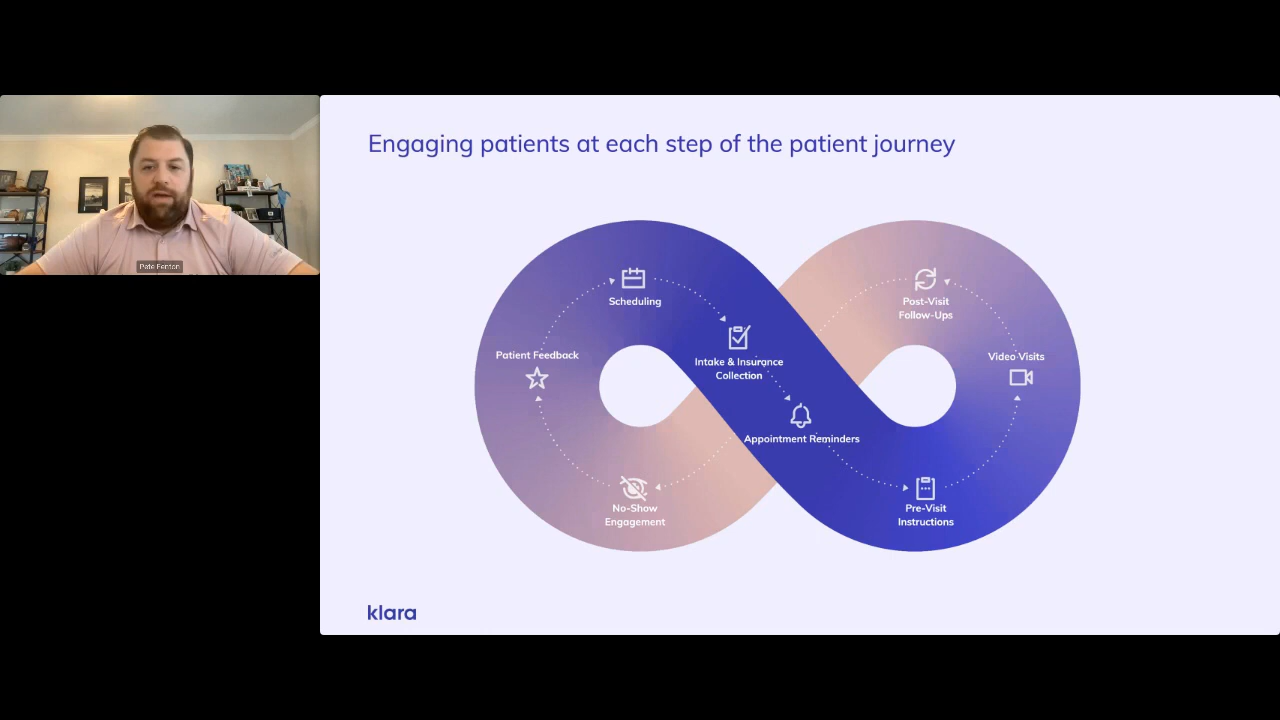 Engaging patients at each step of the patient journey
Pete Fenton
Scheduling
Intake & Insurance
Collection
Appointment Reminders
Pre-Visit
Instructions
Video Visits
Post-Visit
Follow-Ups
No-Show
Engagement
Patient Feedback
klara